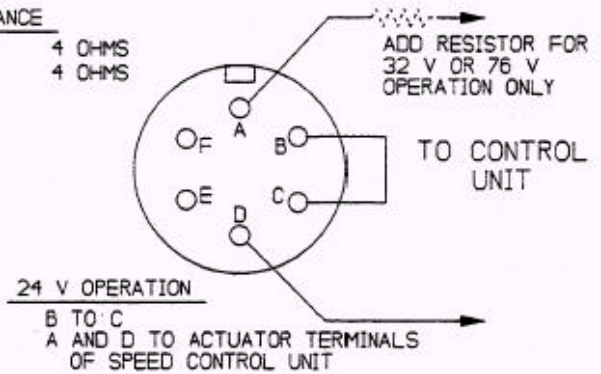 4 OHMS
4 OHMS
ADD RESISTOR FOR
32 V OR 76 V
OPERATION ONLY
A
F
B
TO CONTROL
UNIT
E
C
D
24 V OPERATION
B TO C
A AND D TO ACTUATOR TERMINALS
OF SPEED CONTROL UNIT